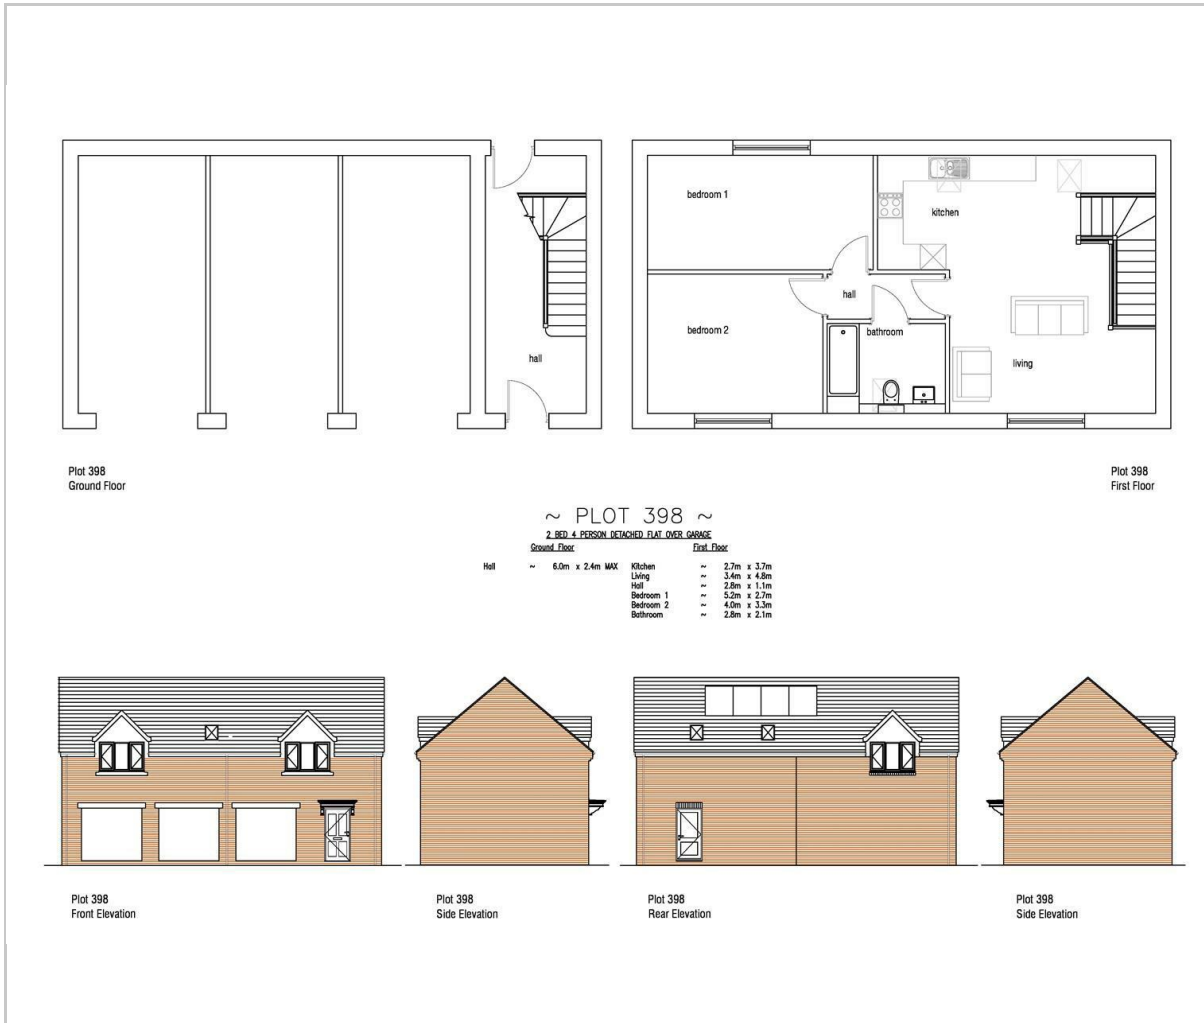 bedroom 1
kitchen
hall
bedroom 2
bathroom
hall
living
Plot 398
Ground Floor
Plot 398
First Floor
~ PLOT 398 ~
2 BED 4 PERSON DETACHED FLAT OVER GARAGE
Ground Floor First Floor
Hall ~ 6.0m x 2.4m MAX Kitchen ~ 2.7m x 3.7m
Living ~ 3.4m x 4.8m
Hall ~ 2.8m x 1.1m
Bedroom 1 ~ 5.2m x 2.7m
Bedroom 2 ~ 4.0m x 3.3m
Bathroom ~ 2.8m x 2.1m
Plot 398
Front Elevation
Plot 398
Side Elevation
Plot 398
Rear Elevation
Plot 398
Side Elevation